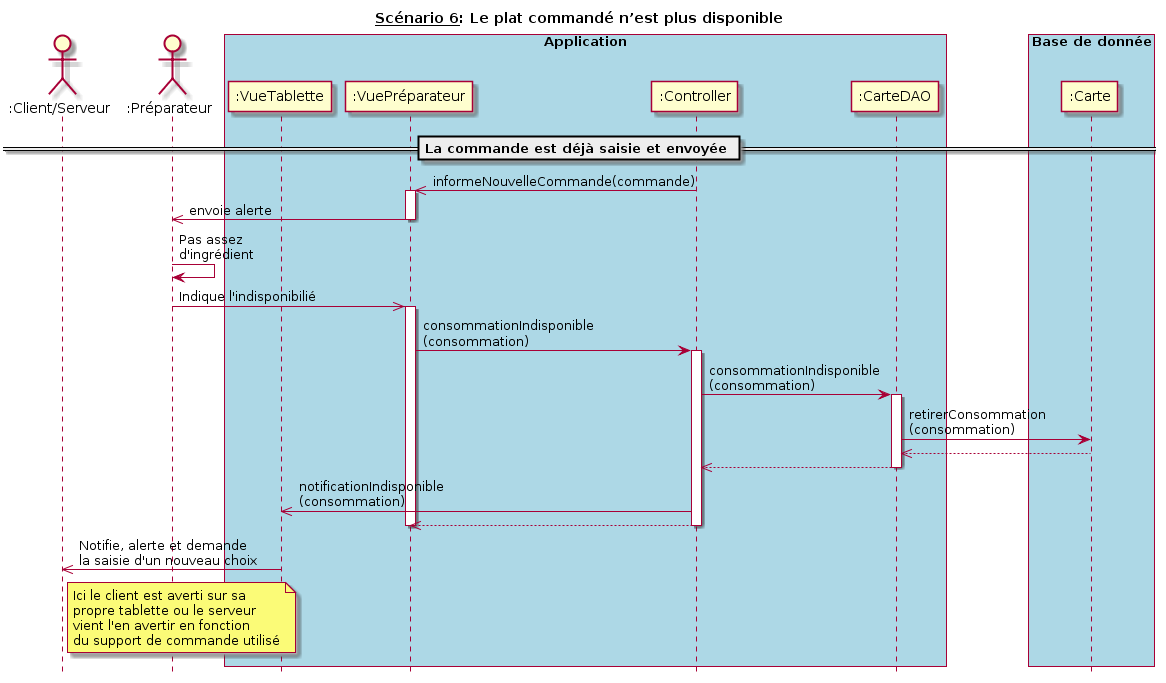 Scénario 6: Le plat commandé n’est plus disponible
Application
Base de donnée
:Client/Serveur
:Préparateur
:VueTablette
:VuePréparateur
:Controller
:CarteDAO
:Carte
La commande est déjà saisie et envoyée
informeNouvelleCommande(commande)
envoie alerte
Pas assez
d'ingrédient
Indique l'indisponibilié
consommationIndisponible
(consommation)
consommationIndisponible
(consommation)
retirerConsommation
(consommation)
notificationIndisponible
(consommation)
Notifie, alerte et demande
la saisie d'un nouveau choix
Ici le client est averti sur sa
propre tablette ou le serveur
vient l'en avertir en fonction
du support de commande utilisé